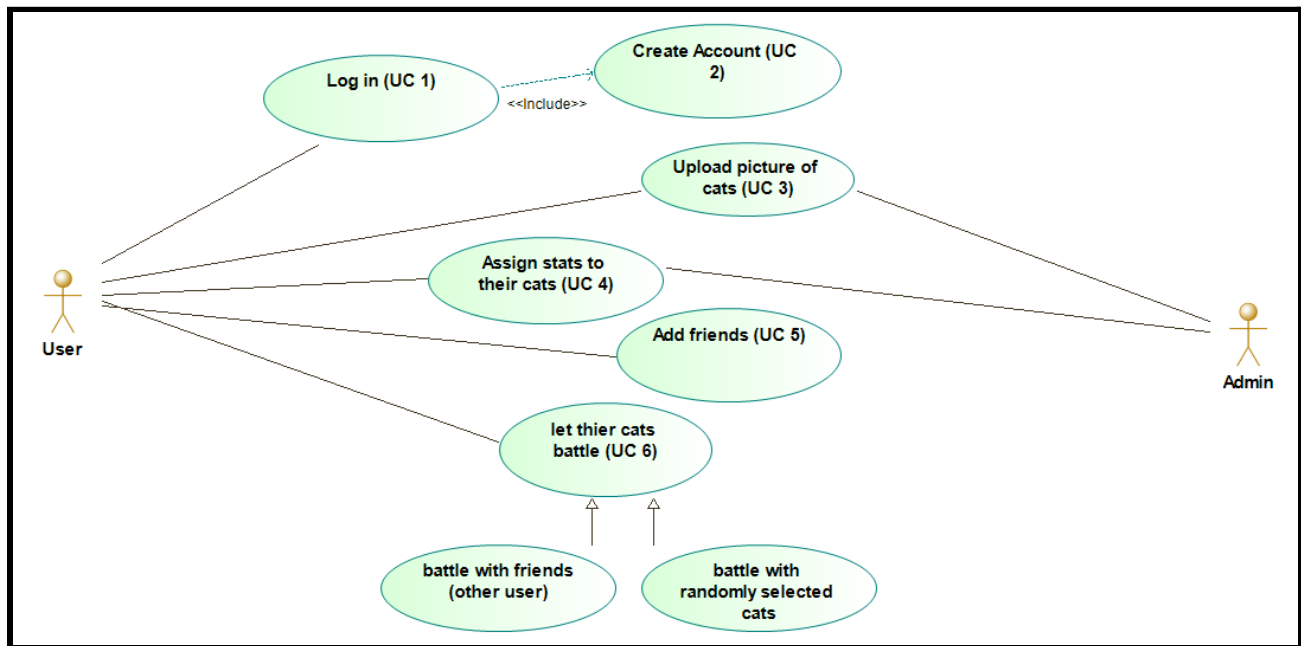 Log in (UC 1)
Create Account (UC
2)
<<Include>>
Upload picture of
cats (UC 3)
Assign stats to
their cats (UC 4)
User
Add friends (UC 5)
Admin
let thier cats
battle (UC 6)
battle with friends
(other user)
battle with
randomly selected
cats